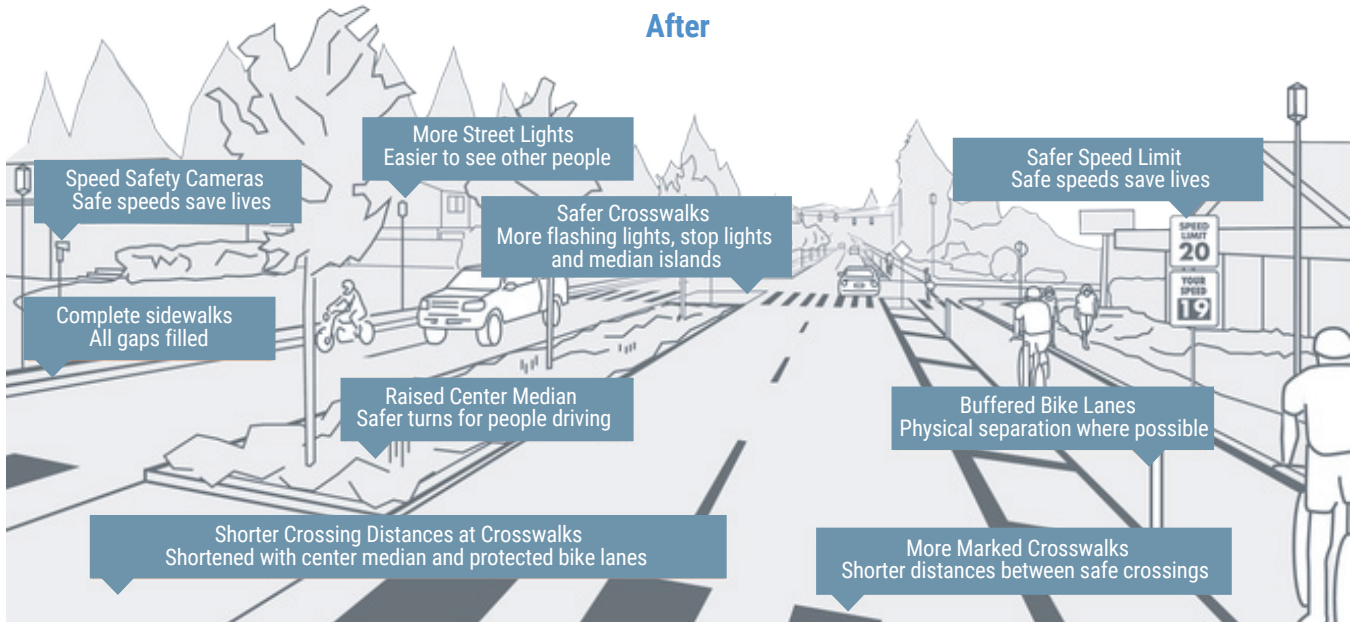 After
More Street Lights
Easier to see other people
Safer Speed Limit
Safe speeds save lives
Speed Safety Cameras
Safe speeds save lives
Safer Crosswalks
More flashing lights, stop lights
and median islands
SPEED
LIMIT
20
YOUR
SPEED
19
Complete sidewalks
All gaps filled
Raised Center Median
Safer turns for people driving
Buffered Bike Lanes
Physical separation where possible
Shorter Crossing Distances at Crosswalks
Shortened with center median and protected bike lanes
More Marked Crosswalks
Shorter distances between safe crossings